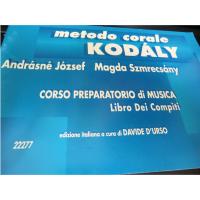 metodo corale
KODÁLY
Andrásné József Magda Szmrecsány
CORSO PREPARATORIO di MUSICA
Libro Dei Compiti
edizione italiana a cura di DAVIDE D'URSO
22277